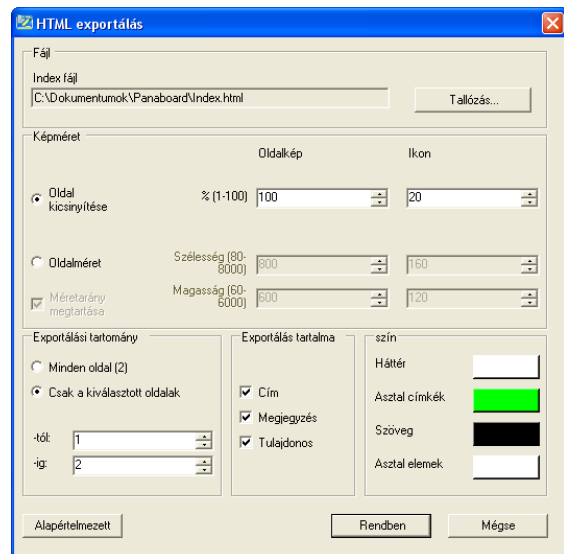 HTML exportálás
Fájl
Index fájl
C:\Dokumentumok\Panaboard\Index.html
Tallózás...
Képméret
Oldalkép Ikon
Oldal kicsinyítése % (1-100) 100 20
Oldalméret Szélesség (80-8000) 800 160
Méretarány megtartása Magasság (60-6000) 600 120
Exportálási tartomány
Minden oldal (2)
Csak a kiválasztott oldalak
-tól: 1
-ig: 2
Exportálás tartalma
Cím
Megjegyzés
Tulajdonos
szín
Háttér
Asztal címkék
Szöveg
Asztal elemek
Alapértelmezett Rendben Mégse